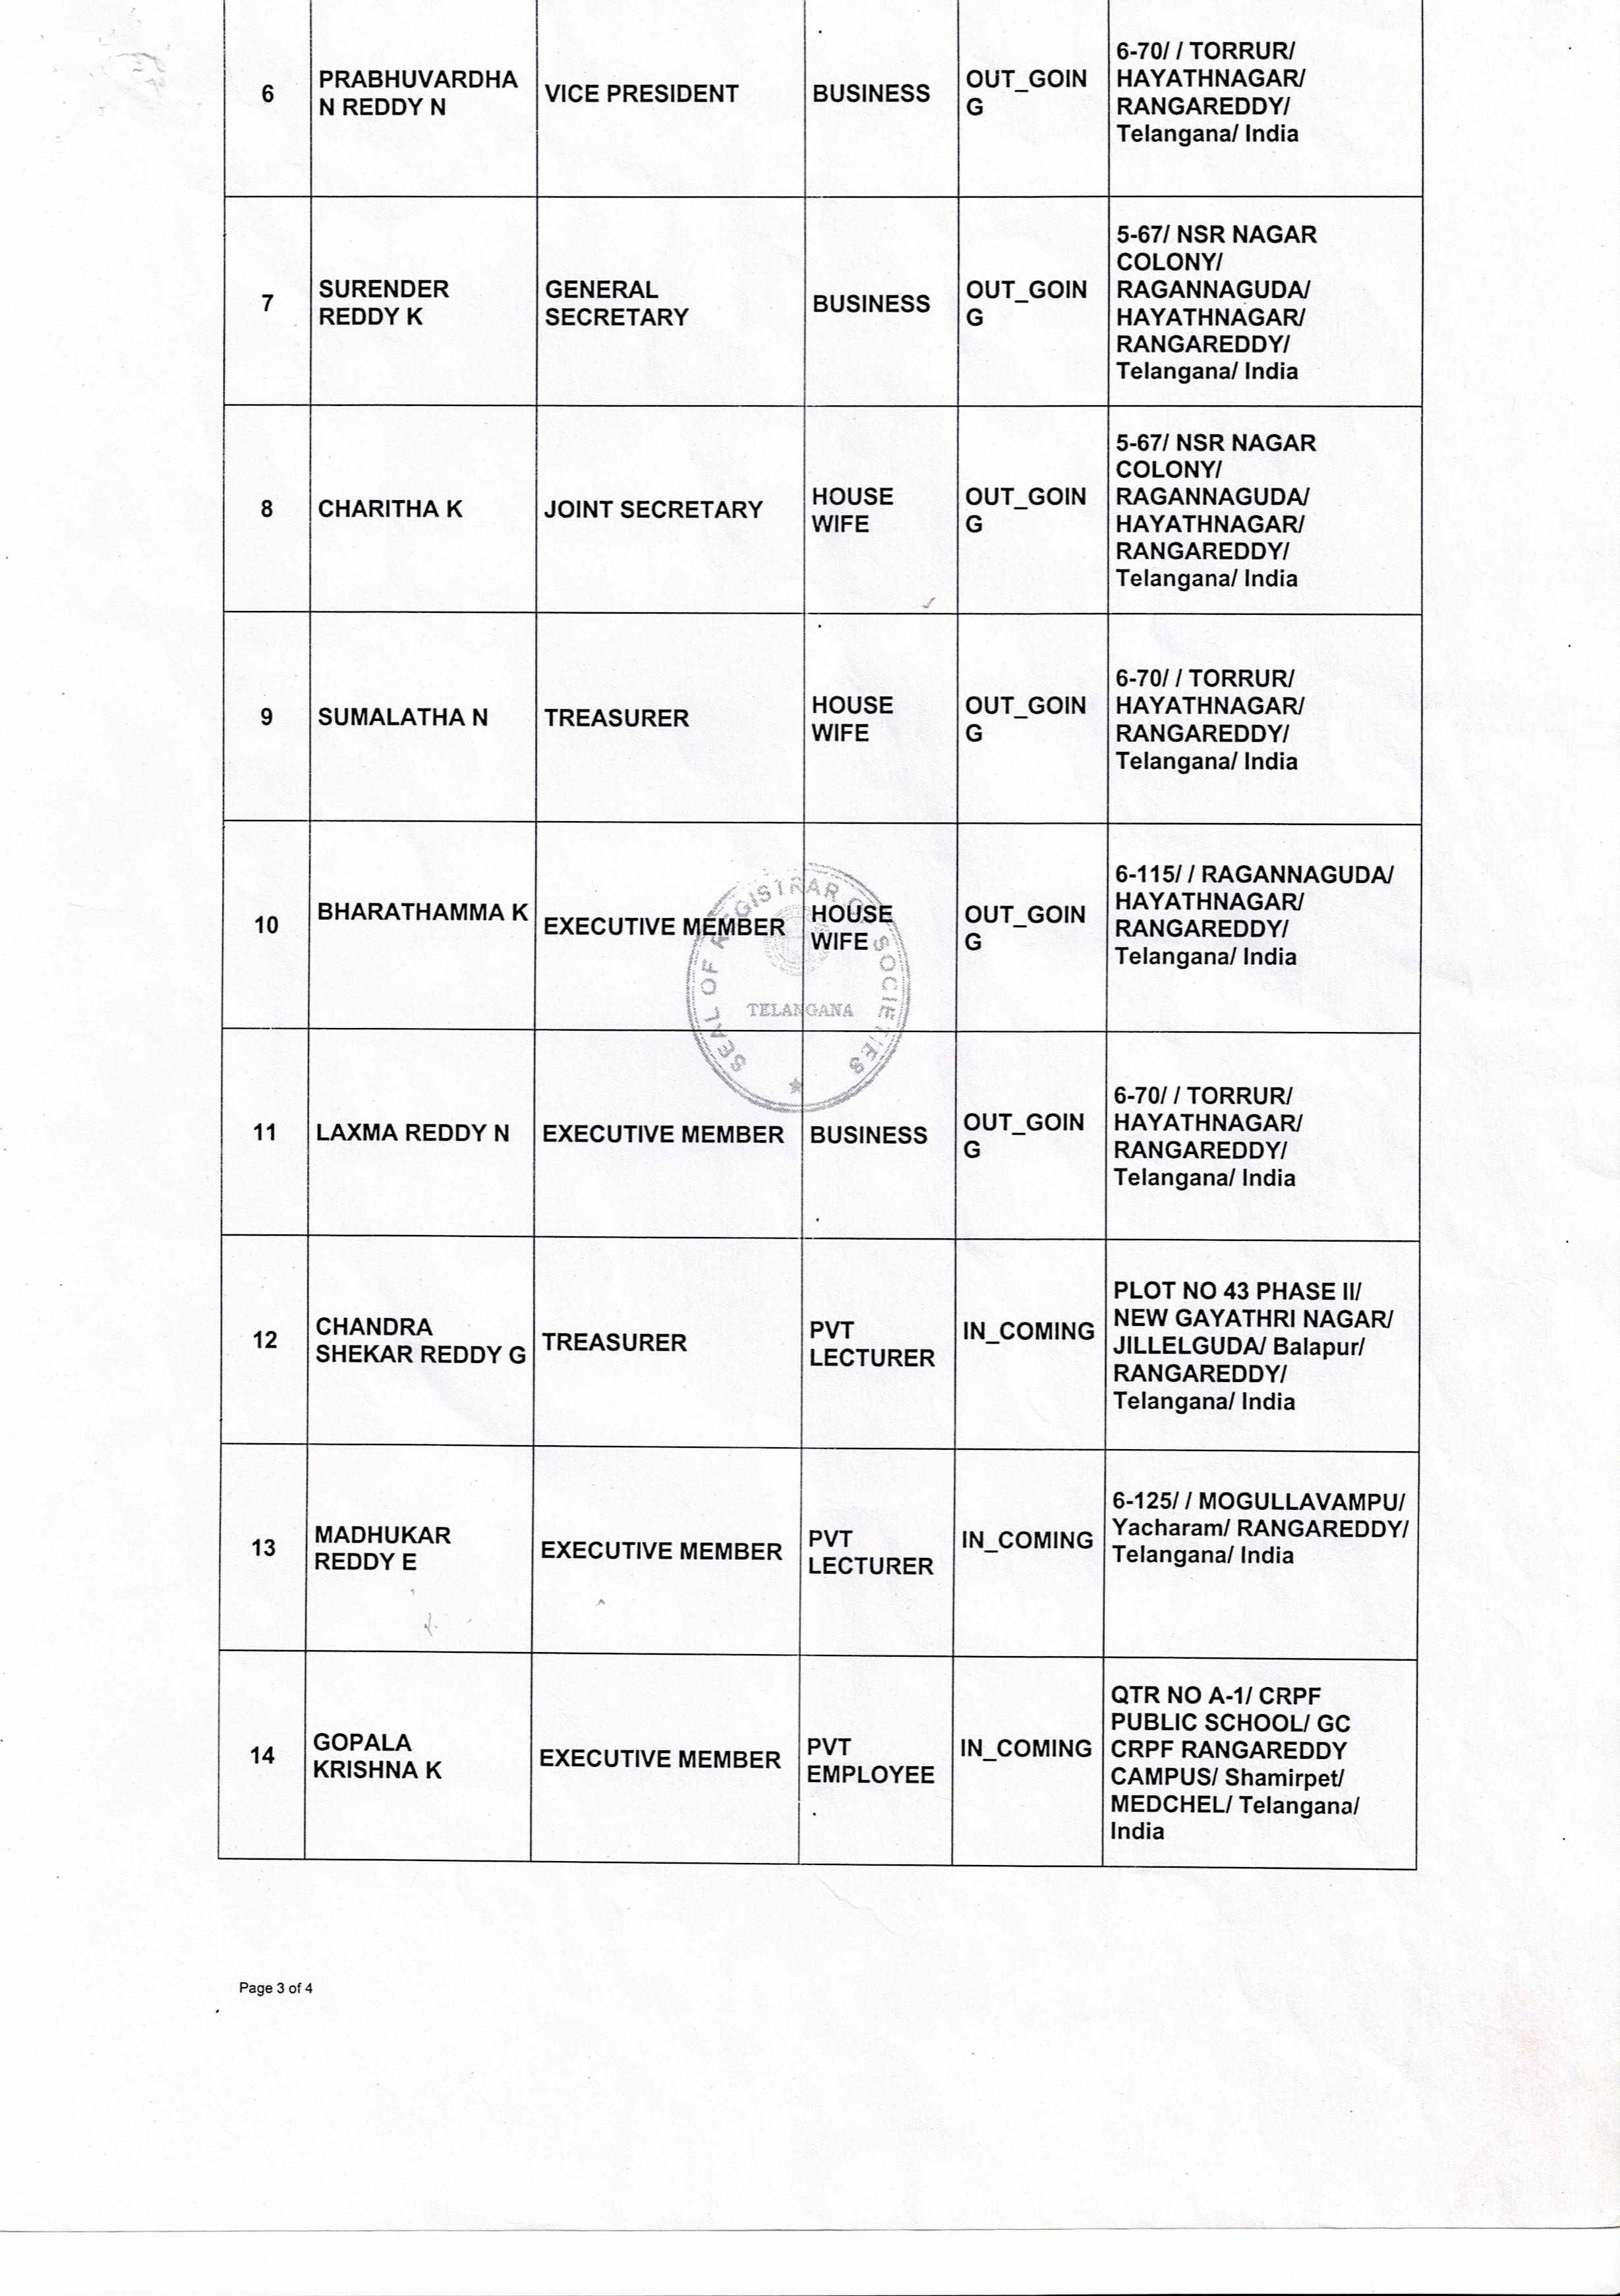 6
PRABHUVARDHA
N REDDY N
VICE PRESIDENT
BUSINESS
OUT_GOIN
G
6-70/ / TORRUR/
HAYATHNAGAR/
RANGAREDDY/
Telangana/ India
7
SURENDER
REDDY K
GENERAL
SECRETARY
BUSINESS
OUT_GOIN
G
5-67/ NSR NAGAR
COLONY/
RAGANNAGUDA/
HAYATHNAGAR/
RANGAREDDY/
Telangana/ India
8
CHARITHA K
JOINT SECRETARY
HOUSE
WIFE
OUT_GOIN
G
5-67/ NSR NAGAR
COLONY/
RAGANNAGUDA/
HAYATHNAGAR/
RANGAREDDY/
Telangana/ India
9
SUMALATHA N
TREASURER
HOUSE
WIFE
OUT_GOIN
G
6-70/ / TORRUR/
HAYATHNAGAR/
RANGAREDDY/
Telangana/ India
10
BHARATHAMMA K
EXECUTIVE MEMBER
HOUSE
WIFE
OUT_GOIN
G
6-115/ / RAGANNAGUDA/
HAYATHNAGAR/
RANGAREDDY/
Telangana/ India
SEAL OF REGISTRAR OF SOCIETIES
TELANGANA
11
LAXMA REDDY N
EXECUTIVE MEMBER
BUSINESS
OUT_GOIN
G
6-70/ / TORRUR/
HAYATHNAGAR/
RANGAREDDY/
Telangana/ India
12
CHANDRA
SHEKAR REDDY G
TREASURER
PVT
LECTURER
IN_COMING
PLOT NO 43 PHASE II/
NEW GAYATHRI NAGAR/
JILLELGUDA/ Balapur/
RANGAREDDY/
Telangana/ India
13
MADHUKAR
REDDY E
EXECUTIVE MEMBER
PVT
LECTURER
IN_COMING
6-125/ / MOGULLAVAMPU/
Yacharam/ RANGAREDDY/
Telangana/ India
14
GOPALA
KRISHNA K
EXECUTIVE MEMBER
PVT
EMPLOYEE
IN_COMING
QTR NO A-1/ CRPF
PUBLIC SCHOOL/ GC
CRPF RANGAREDDY
CAMPUS/ Shamirpet/
MEDCHEL/ Telangana/
India
Page 3 of 4